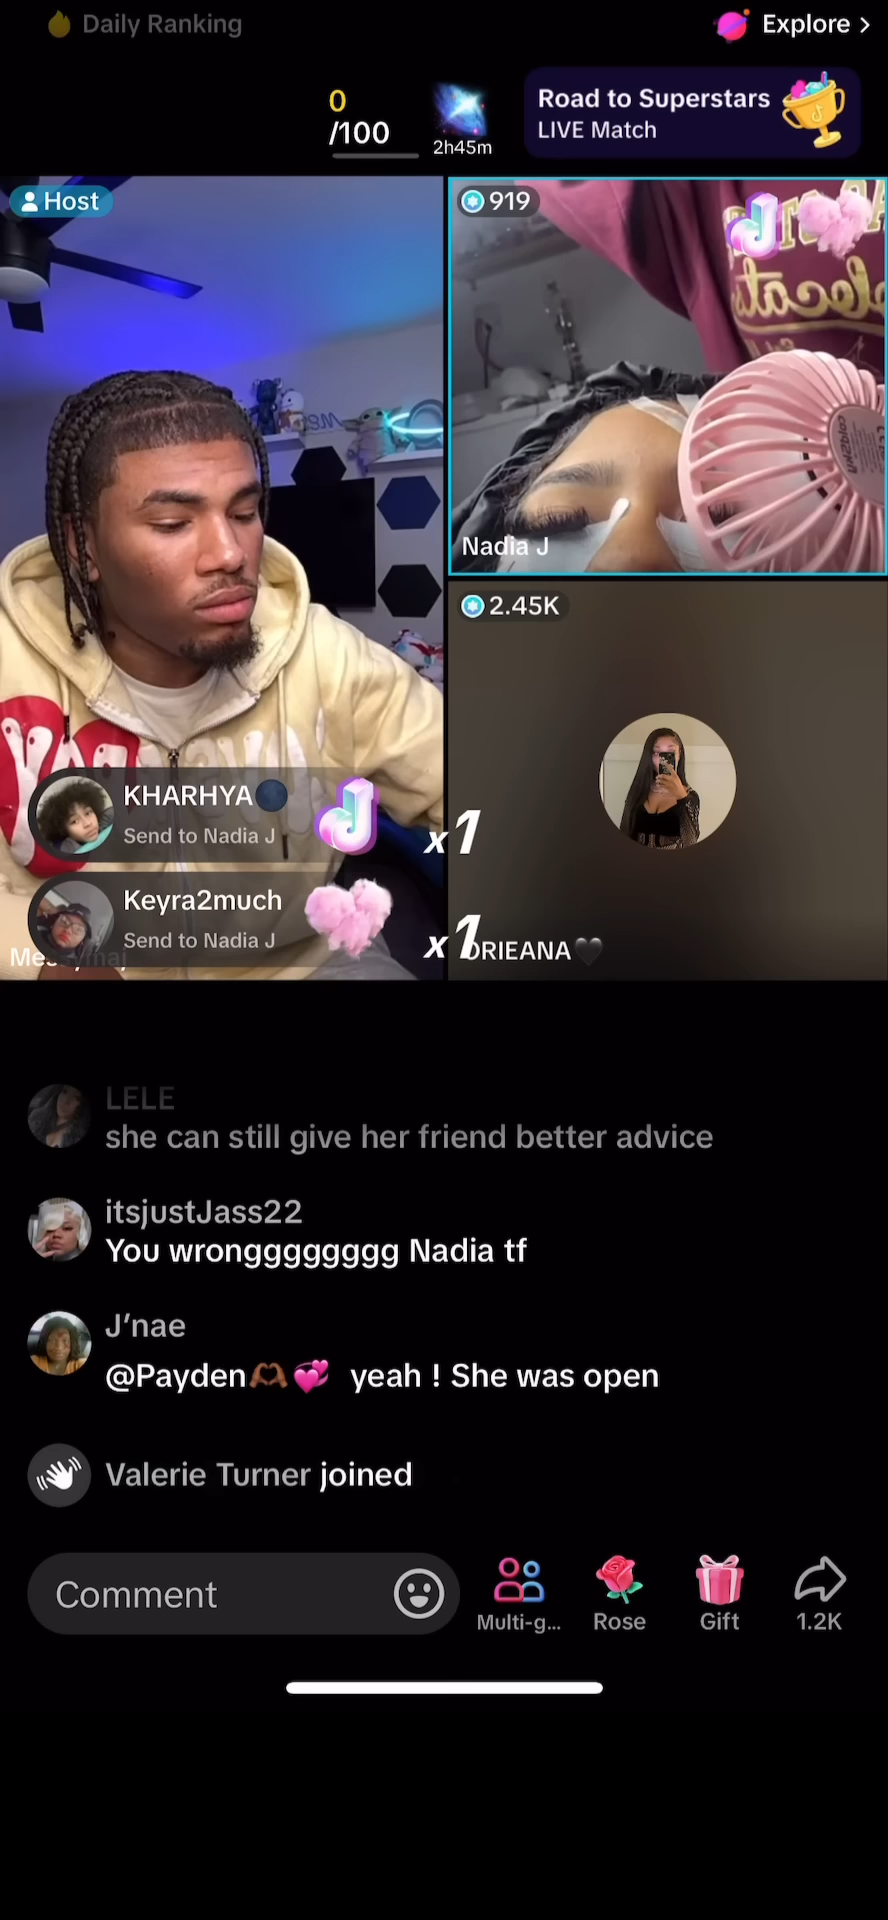 Daily Ranking
Explore >
0
/100
2h45m
Road to Superstars
LIVE Match
Host
919
Nadia J
2.45K
KHARHYA
Send to Nadia J
x1
Keyra2much
Send to Nadia J
x1
ORIEANA🖤
LELE
she can still give her friend better advice
itsjustJass22
You wronggggggg Nadia tf
J’nae
@Payden🫶🏾💞 yeah ! She was open
Valerie Turner joined
Comment
Multi-g...
Rose
Gift
1.2K